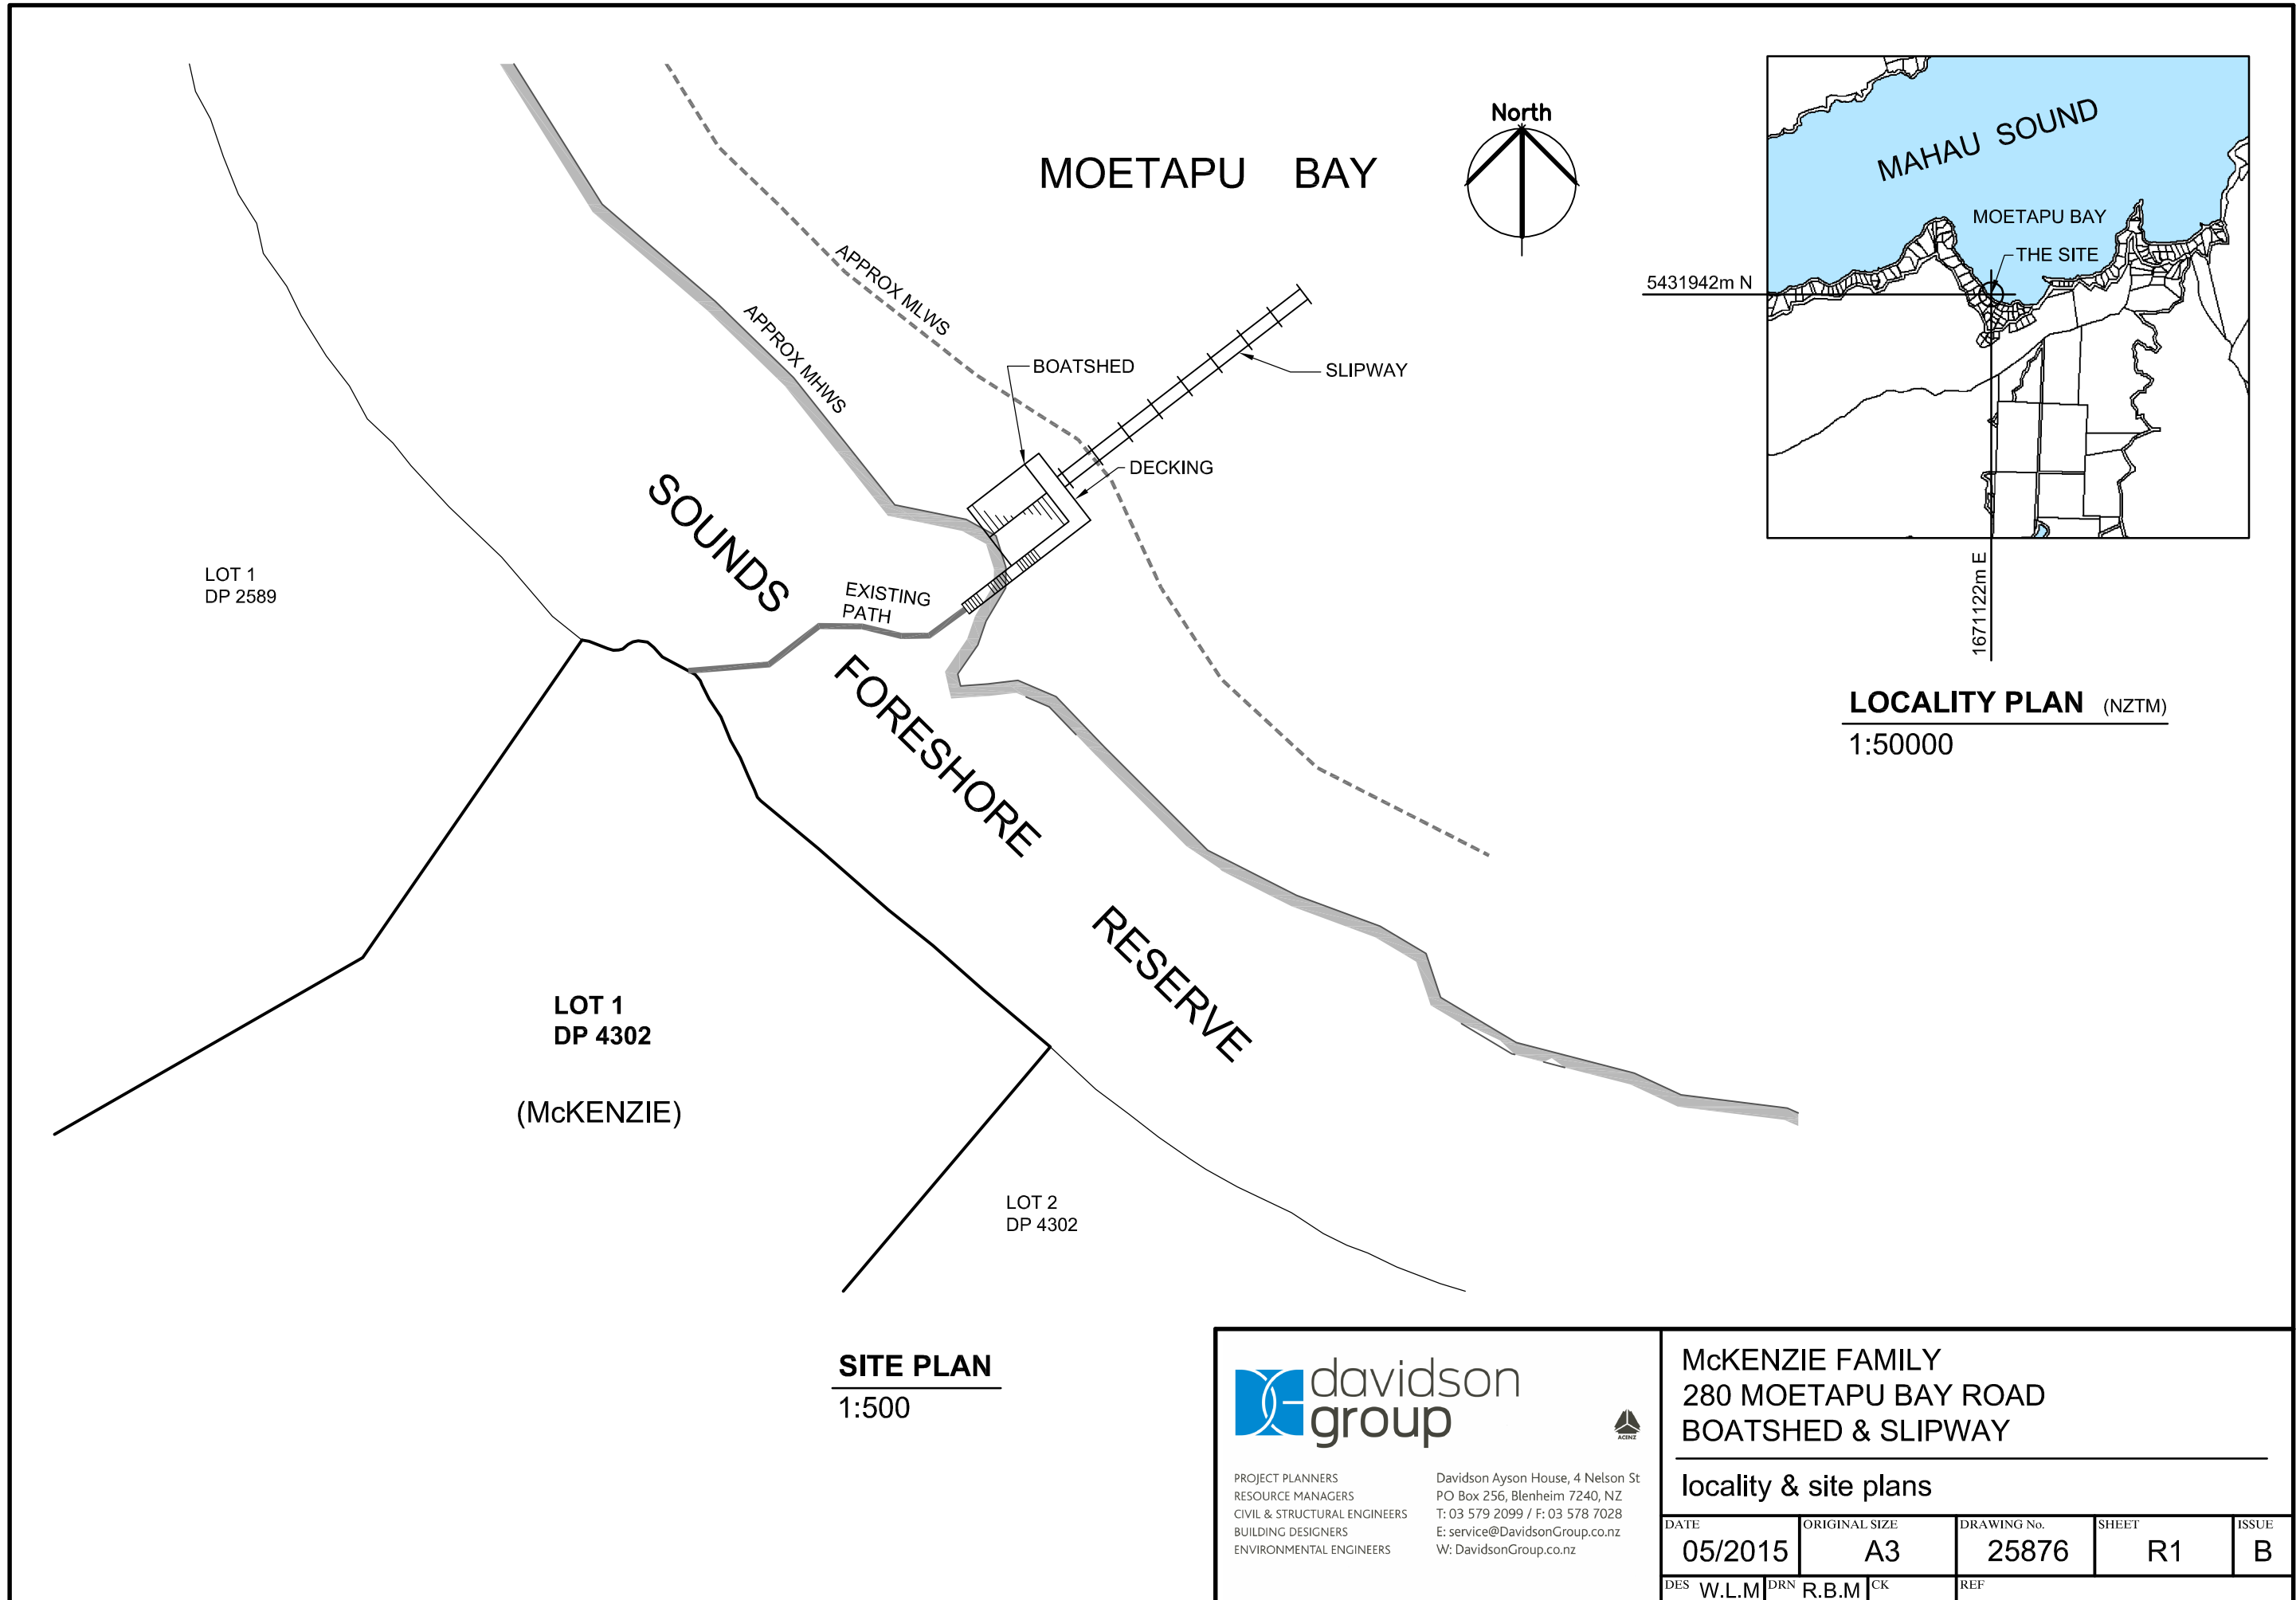 North
MOETAPU BAY
MAHAU SOUND
MOETAPU BAY
THE SITE
5431942m N
1671122m E
LOCALITY PLAN (NZTM)
1:50000
APPROX MLWS
APPROX MHWS
BOATSHED
SLIPWAY
DECKING
SOUNDS
FORESHORE
RESERVE
EXISTING
PATH
LOT 1
DP 2589
LOT 1
DP 4302
(McKENZIE)
LOT 2
DP 4302
SITE PLAN
1:500
davidson
group
ACENZ
PROJECT PLANNERS
RESOURCE MANAGERS
CIVIL & STRUCTURAL ENGINEERS
BUILDING DESIGNERS
ENVIRONMENTAL ENGINEERS
Davidson Ayson House, 4 Nelson St
PO Box 256, Blenheim 7240, NZ
T: 03 579 2099 / F: 03 578 7028
E: service@DavidsonGroup.co.nz
W: DavidsonGroup.co.nz
McKENZIE FAMILY
280 MOETAPU BAY ROAD
BOATSHED & SLIPWAY
locality & site plans
DATE ORIGINAL SIZE DRAWING No. SHEET ISSUE
05/2015 A3 25876 R1 B
DES W.L.M DRN R.B.M CK REF